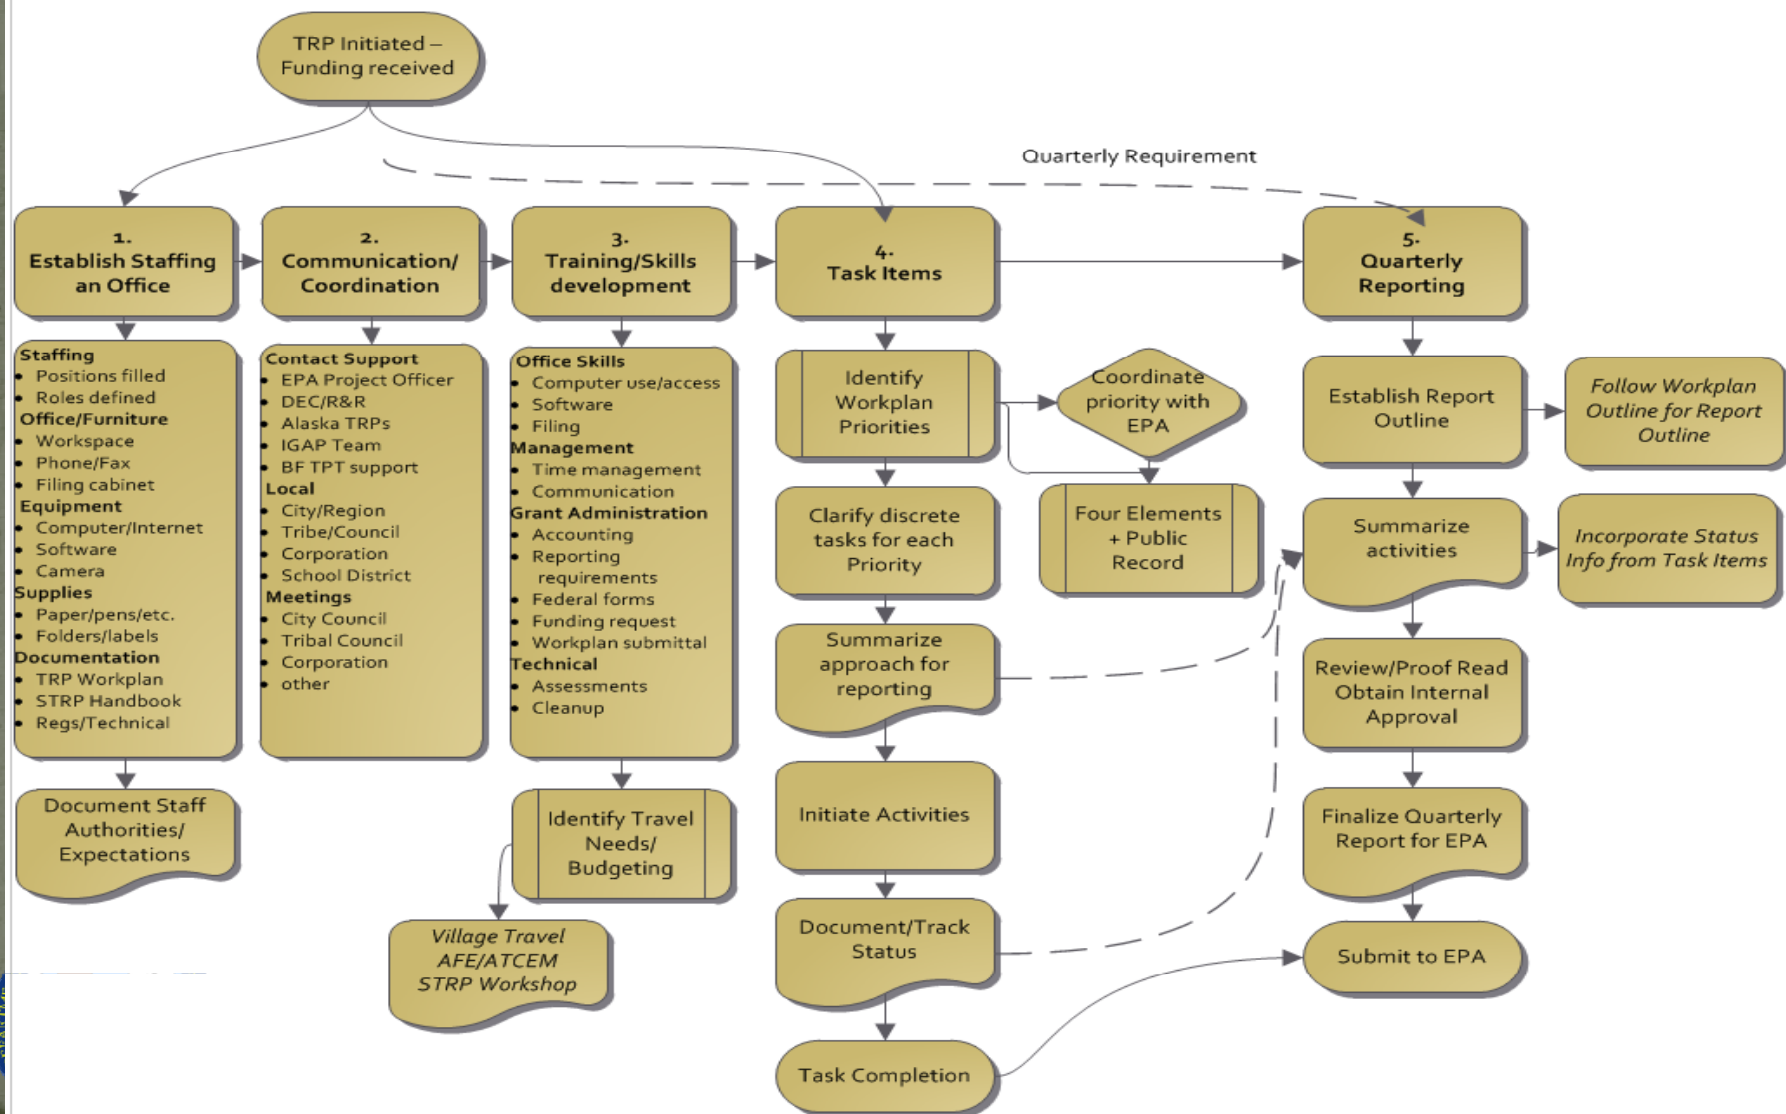 TRP Initiated –
Funding received
Quarterly Requirement
1.
Establish Staffing
an Office
2.
Communication/
Coordination
3.
Training/Skills
development
4.
Task Items
5.
Quarterly
Reporting
Staffing
• Positions filled
• Roles defined
Office/Furniture
• Workspace
• Phone/Fax
• Filing cabinet
Equipment
• Computer/Internet
• Software
• Camera
Supplies
• Paper/pens/etc.
• Folders/labels
Documentation
• TRP Workplan
• STRP Handbook
• Regs/Technical
Document Staff
Authorities/
Expectations
Contact Support
• EPA Project Officer
• DEC/R&R
• Alaska TRPs
• IGAP Team
• BF TPT support
Local
• City/Region
• Tribe/Council
• Corporation
• School District
Meetings
• City Council
• Tribal Council
• Corporation
• other
Office Skills
• Computer use/access
• Software
• Filing
Management
• Time management
• Communication
Grant Administration
• Accounting
• Reporting
requirements
• Federal forms
• Funding request
• Workplan submittal
Technical
• Assessments
• Cleanup
Identify Travel
Needs/
Budgeting
Village Travel
AFE/ATCEM
STRP Workshop
Identify
Workplan
Priorities
Coordinate
priority with
EPA
Four Elements
+ Public
Record
Clarify discrete
tasks for each
Priority
Summarize
approach for
reporting
Initiate Activities
Document/Track
Status
Task Completion
Establish Report
Outline
Follow Workplan
Outline for Report
Outline
Summarize
activities
Incorporate Status
Info from Task Items
Review/Proof Read
Obtain Internal
Approval
Finalize Quarterly
Report for EPA
Submit to EPA